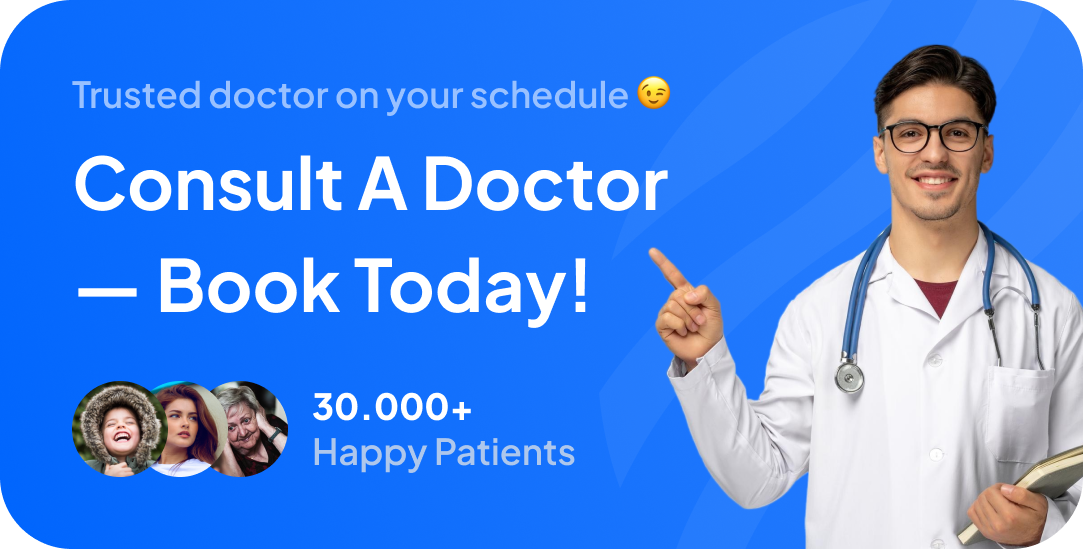 Trusted doctor on your schedule 😉
Consult A Doctor
— Book Today!
30.000+
Happy Patients